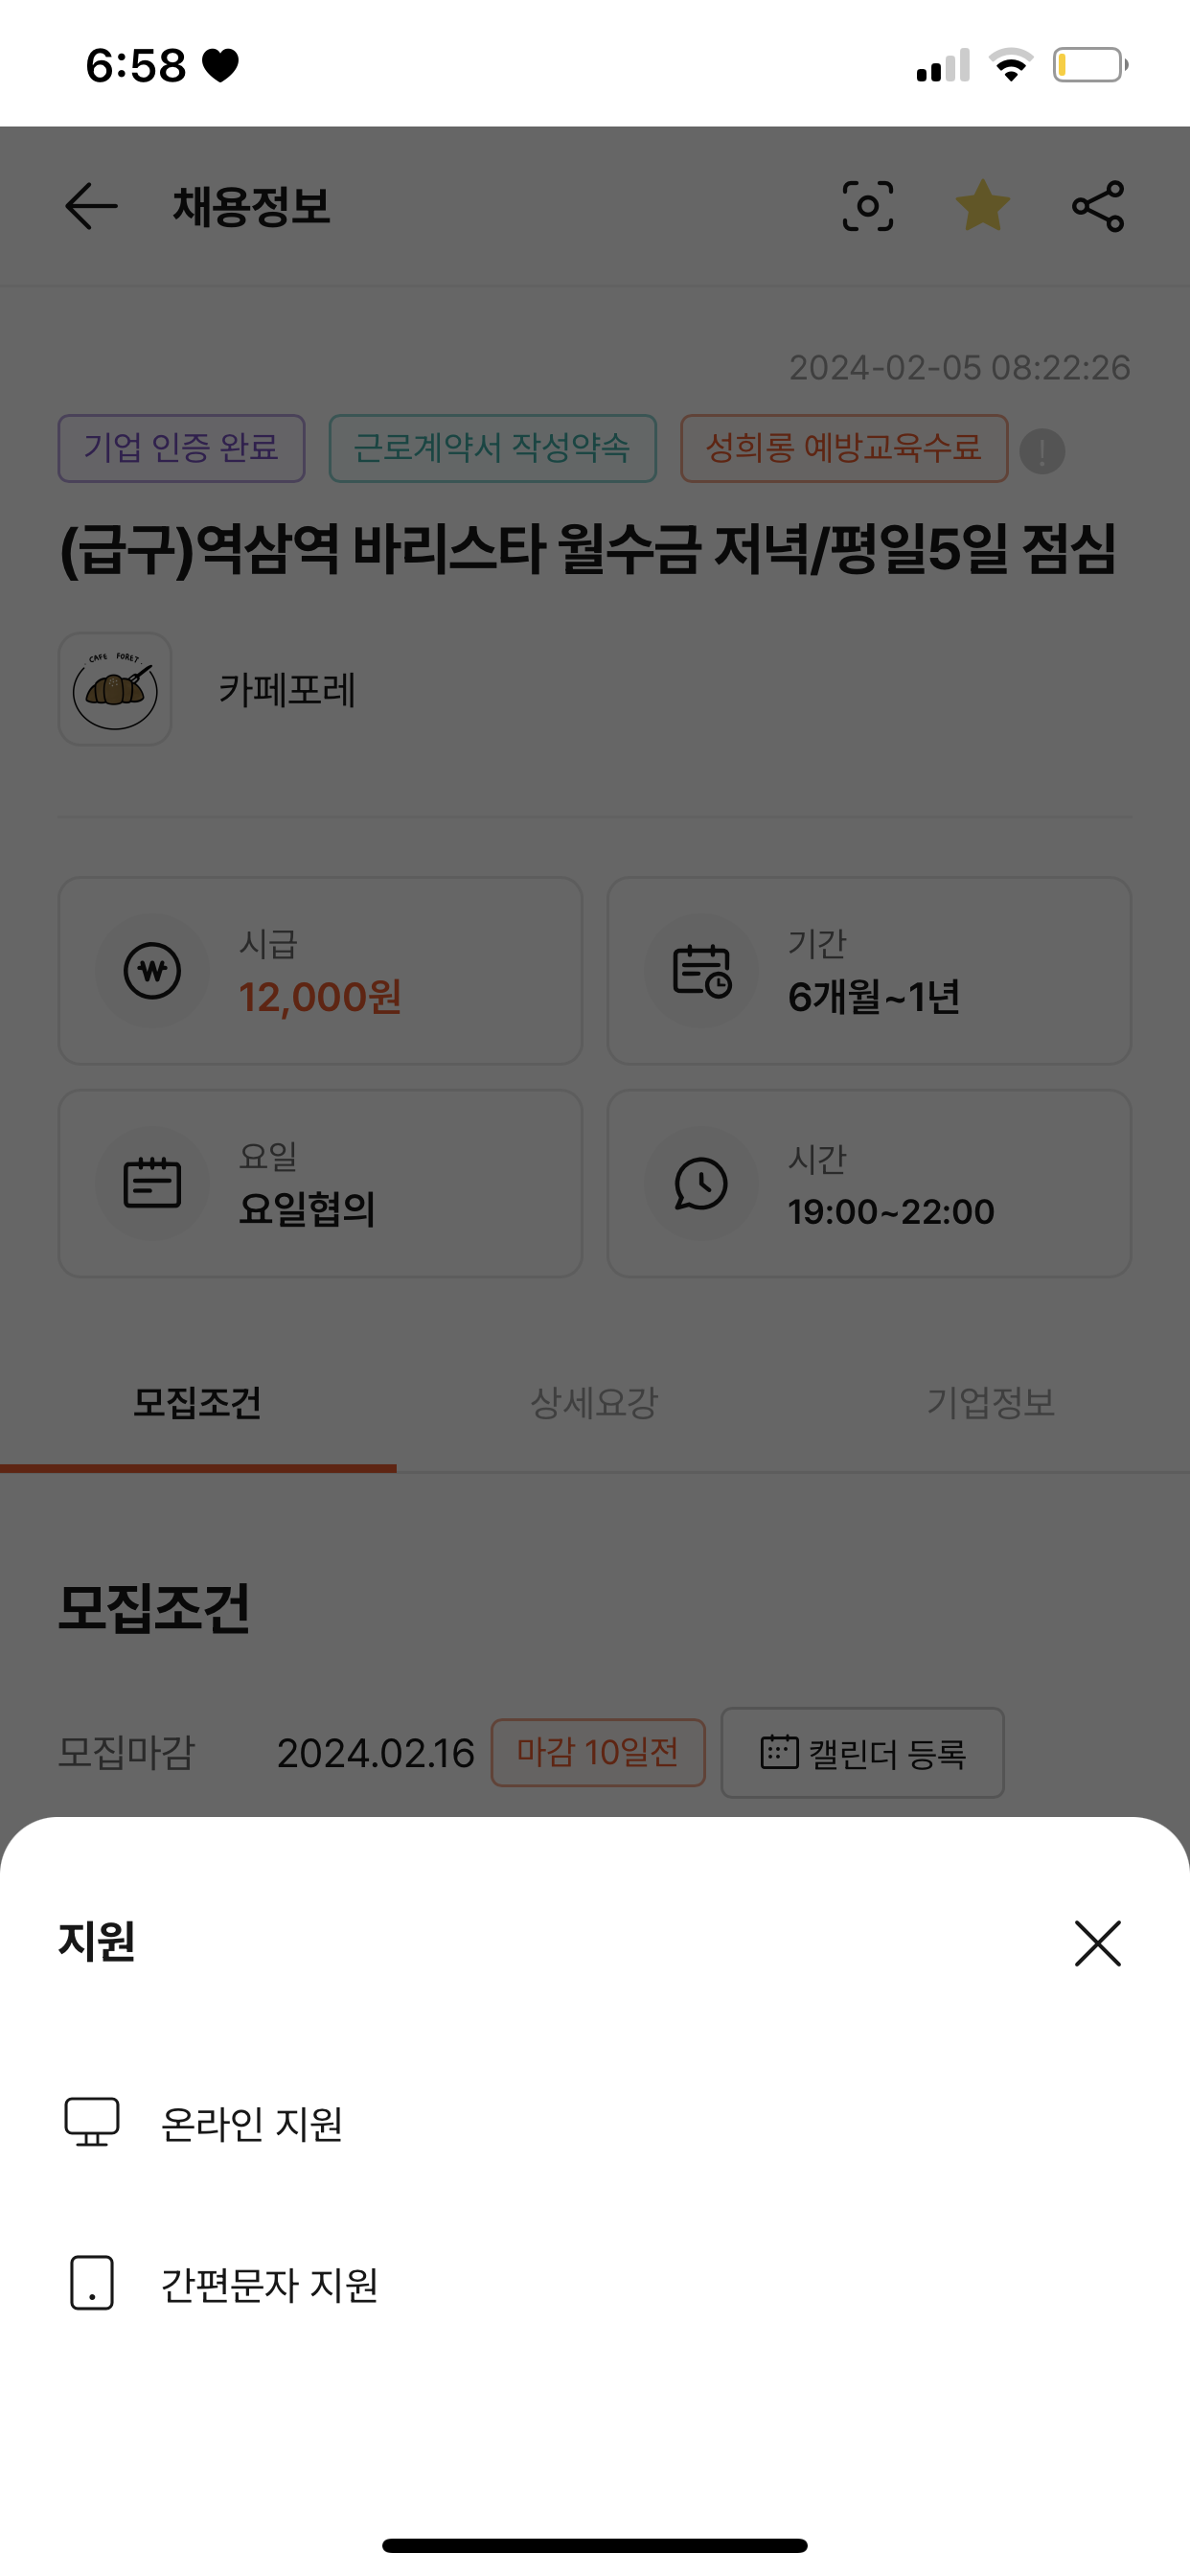 6:58
채용정보
2024-02-05 08:22:26
기업 인증 완료 근로계약서 작성약속 성희롱 예방교육수료 !
(급구)역삼역 바리스타 월수금 저녁/평일5일 점심
CAFE FORET
카페포레
시급
12,000원
기간
6개월~1년
요일
요일협의
시간
19:00~22:00
모집조건 상세요강 기업정보
모집조건
모집마감 2024.02.16 마감 10일전 캘린더 등록
지원
온라인 지원
간편문자 지원